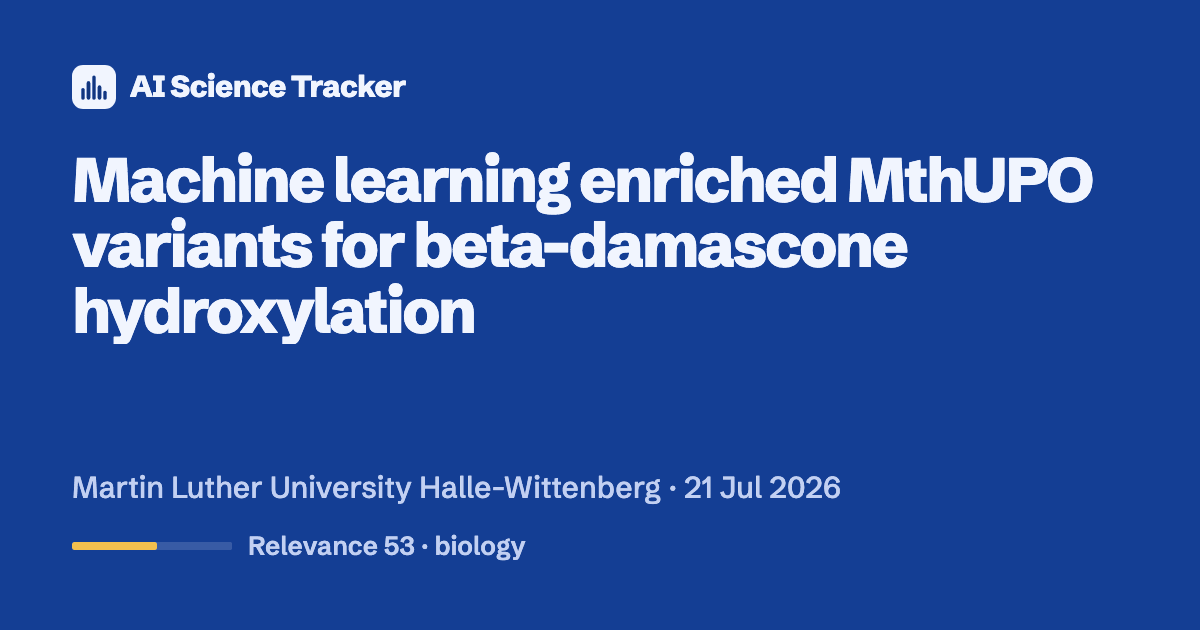 AI Science Tracker
Machine learning enriched MthUPO
variants for beta-damascone
hydroxylation
Martin Luther University Halle-Wittenberg · 21 Jul 2026
Relevance 53 · biology